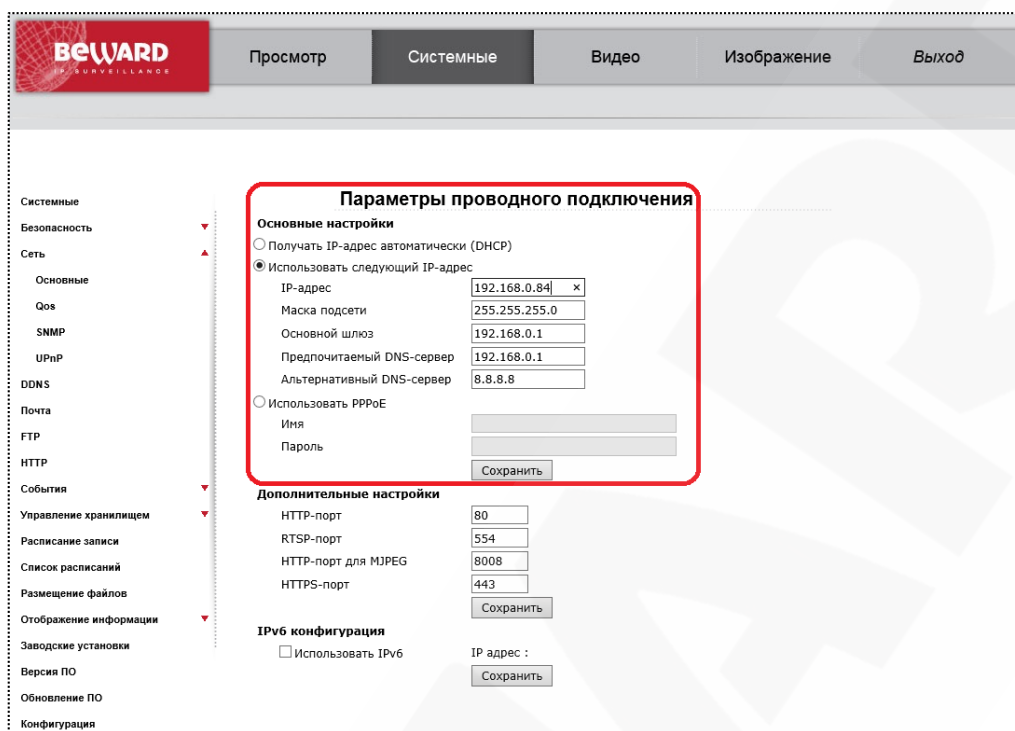 BEWARD
IP SURVEILLANCE
Просмотр
Системные
Видео
Изображение
Выход
Системные
Безопасность
Сеть
Основные
Qos
SNMP
UPnP
DDNS
Почта
FTP
HTTP
События
Управление хранилищем
Расписание записи
Список расписаний
Размещение файлов
Отображение информации
Заводские установки
Версия ПО
Обновление ПО
Конфигурация
Параметры проводного подключения
Основные настройки
Получать IP-адрес автоматически (DHCP)
Использовать следующий IP-адрес
IP-адрес 192.168.0.84 ×
Маска подсети 255.255.255.0
Основной шлюз 192.168.0.1
Предпочитаемый DNS-сервер 192.168.0.1
Альтернативный DNS-сервер 8.8.8.8
Использовать PPPoE
Имя
Пароль
Сохранить
Дополнительные настройки
HTTP-порт 80
RTSP-порт 554
HTTP-порт для MJPEG 8008
HTTPS-порт 443
Сохранить
IPv6 конфигурация
Использовать IPv6 IP адрес :
Сохранить